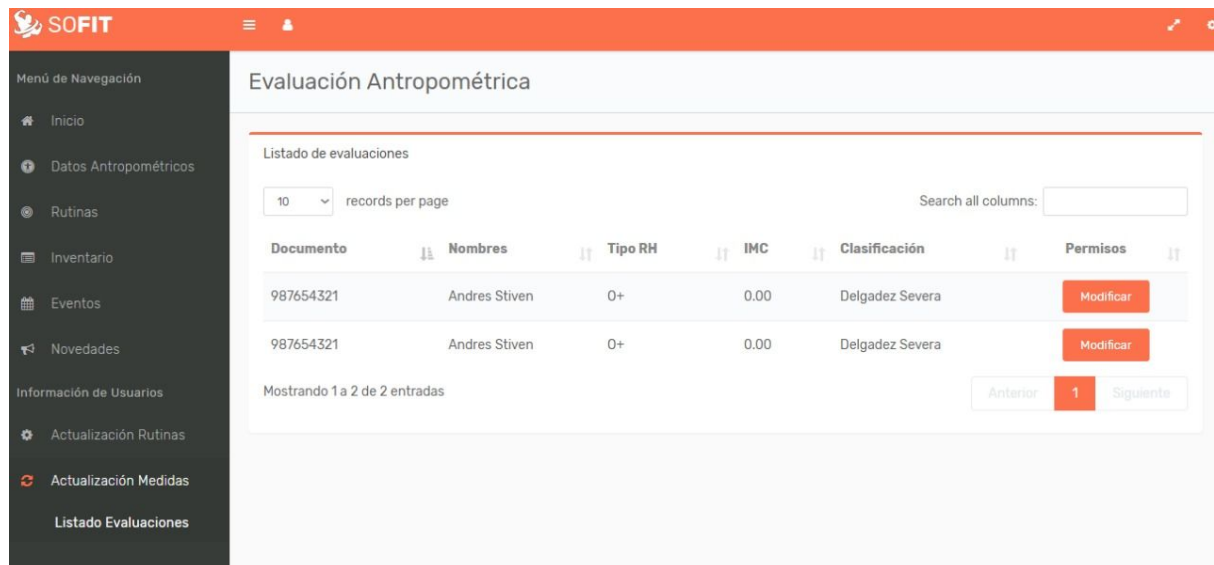 SOFIT
Menú de Navegación
Inicio
Datos Antropométricos
Rutinas
Inventario
Eventos
Novedades
Información de Usuarios
Actualización Rutinas
Actualización Medidas
Listado Evaluaciones
Evaluación Antropométrica
Listado de evaluaciones
10 records per page
Search all columns:
Documento Nombres Tipo RH IMC Clasificación Permisos
987654321 Andres Stiven O+ 0.00 Delgadez Severa Modificar
987654321 Andres Stiven O+ 0.00 Delgadez Severa Modificar
Mostrando 1 a 2 de 2 entradas
Anterior 1 Siguiente